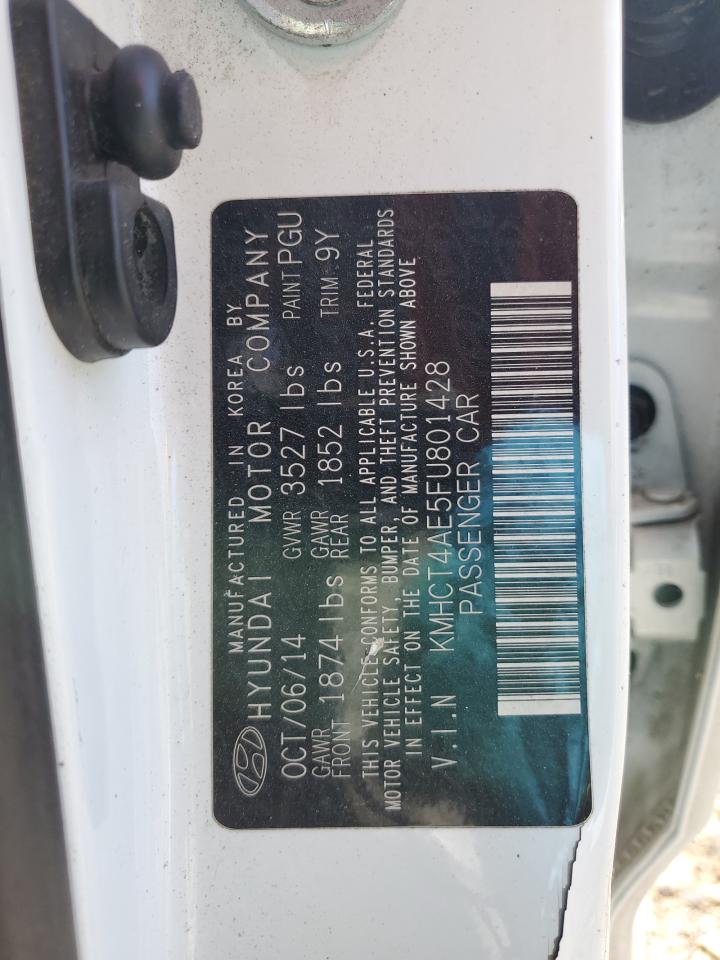 MANUFACTURED IN KOREA BY
HYUNDAI MOTOR COMPANY
OCT/06/14 GVWR 3527 lbs PAINT PGU
GAWR FRONT 1874 lbs GAWR REAR 1852 lbs TRIM 9Y
THIS VEHICLE CONFORMS TO ALL APPLICABLE U.S.A. FEDERAL
MOTOR VEHICLE SAFETY, BUMPER, AND THEFT PREVENTION STANDARDS
IN EFFECT ON THE DATE OF MANUFACTURE SHOWN ABOVE
V.I.N KMHCT4AE5FU801428
PASSENGER CAR